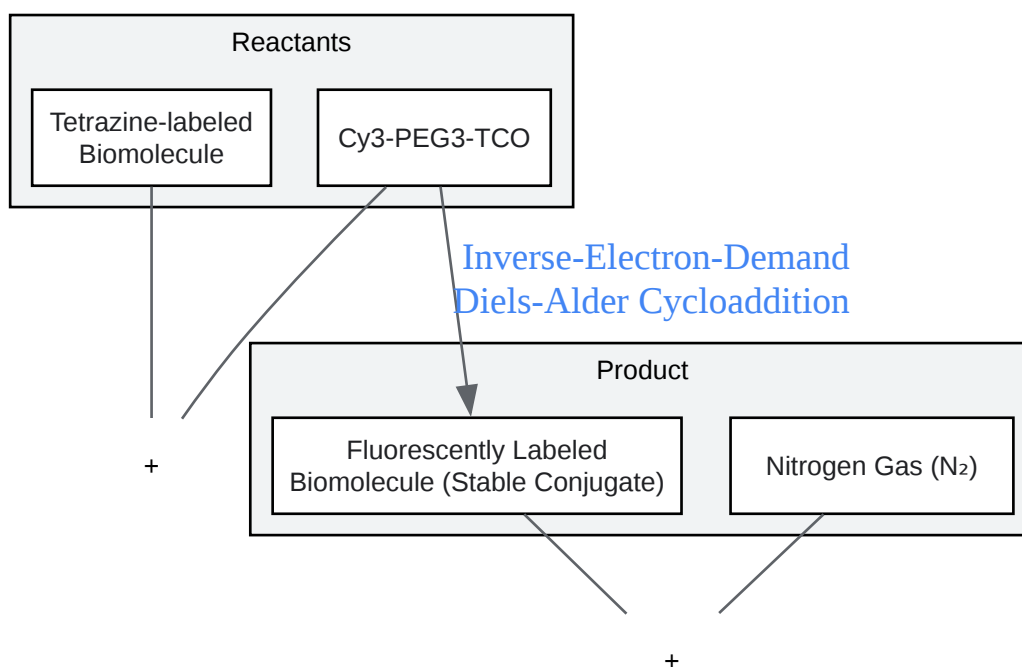 Reactants
Tetrazine-labeled
Biomolecule
Cy3-PEG3-TCO
Inverse-Electron-Demand
Diels-Alder Cycloaddition
Product
Fluorescently Labeled
Biomolecule (Stable Conjugate)
Nitrogen Gas (N₂)
+
+